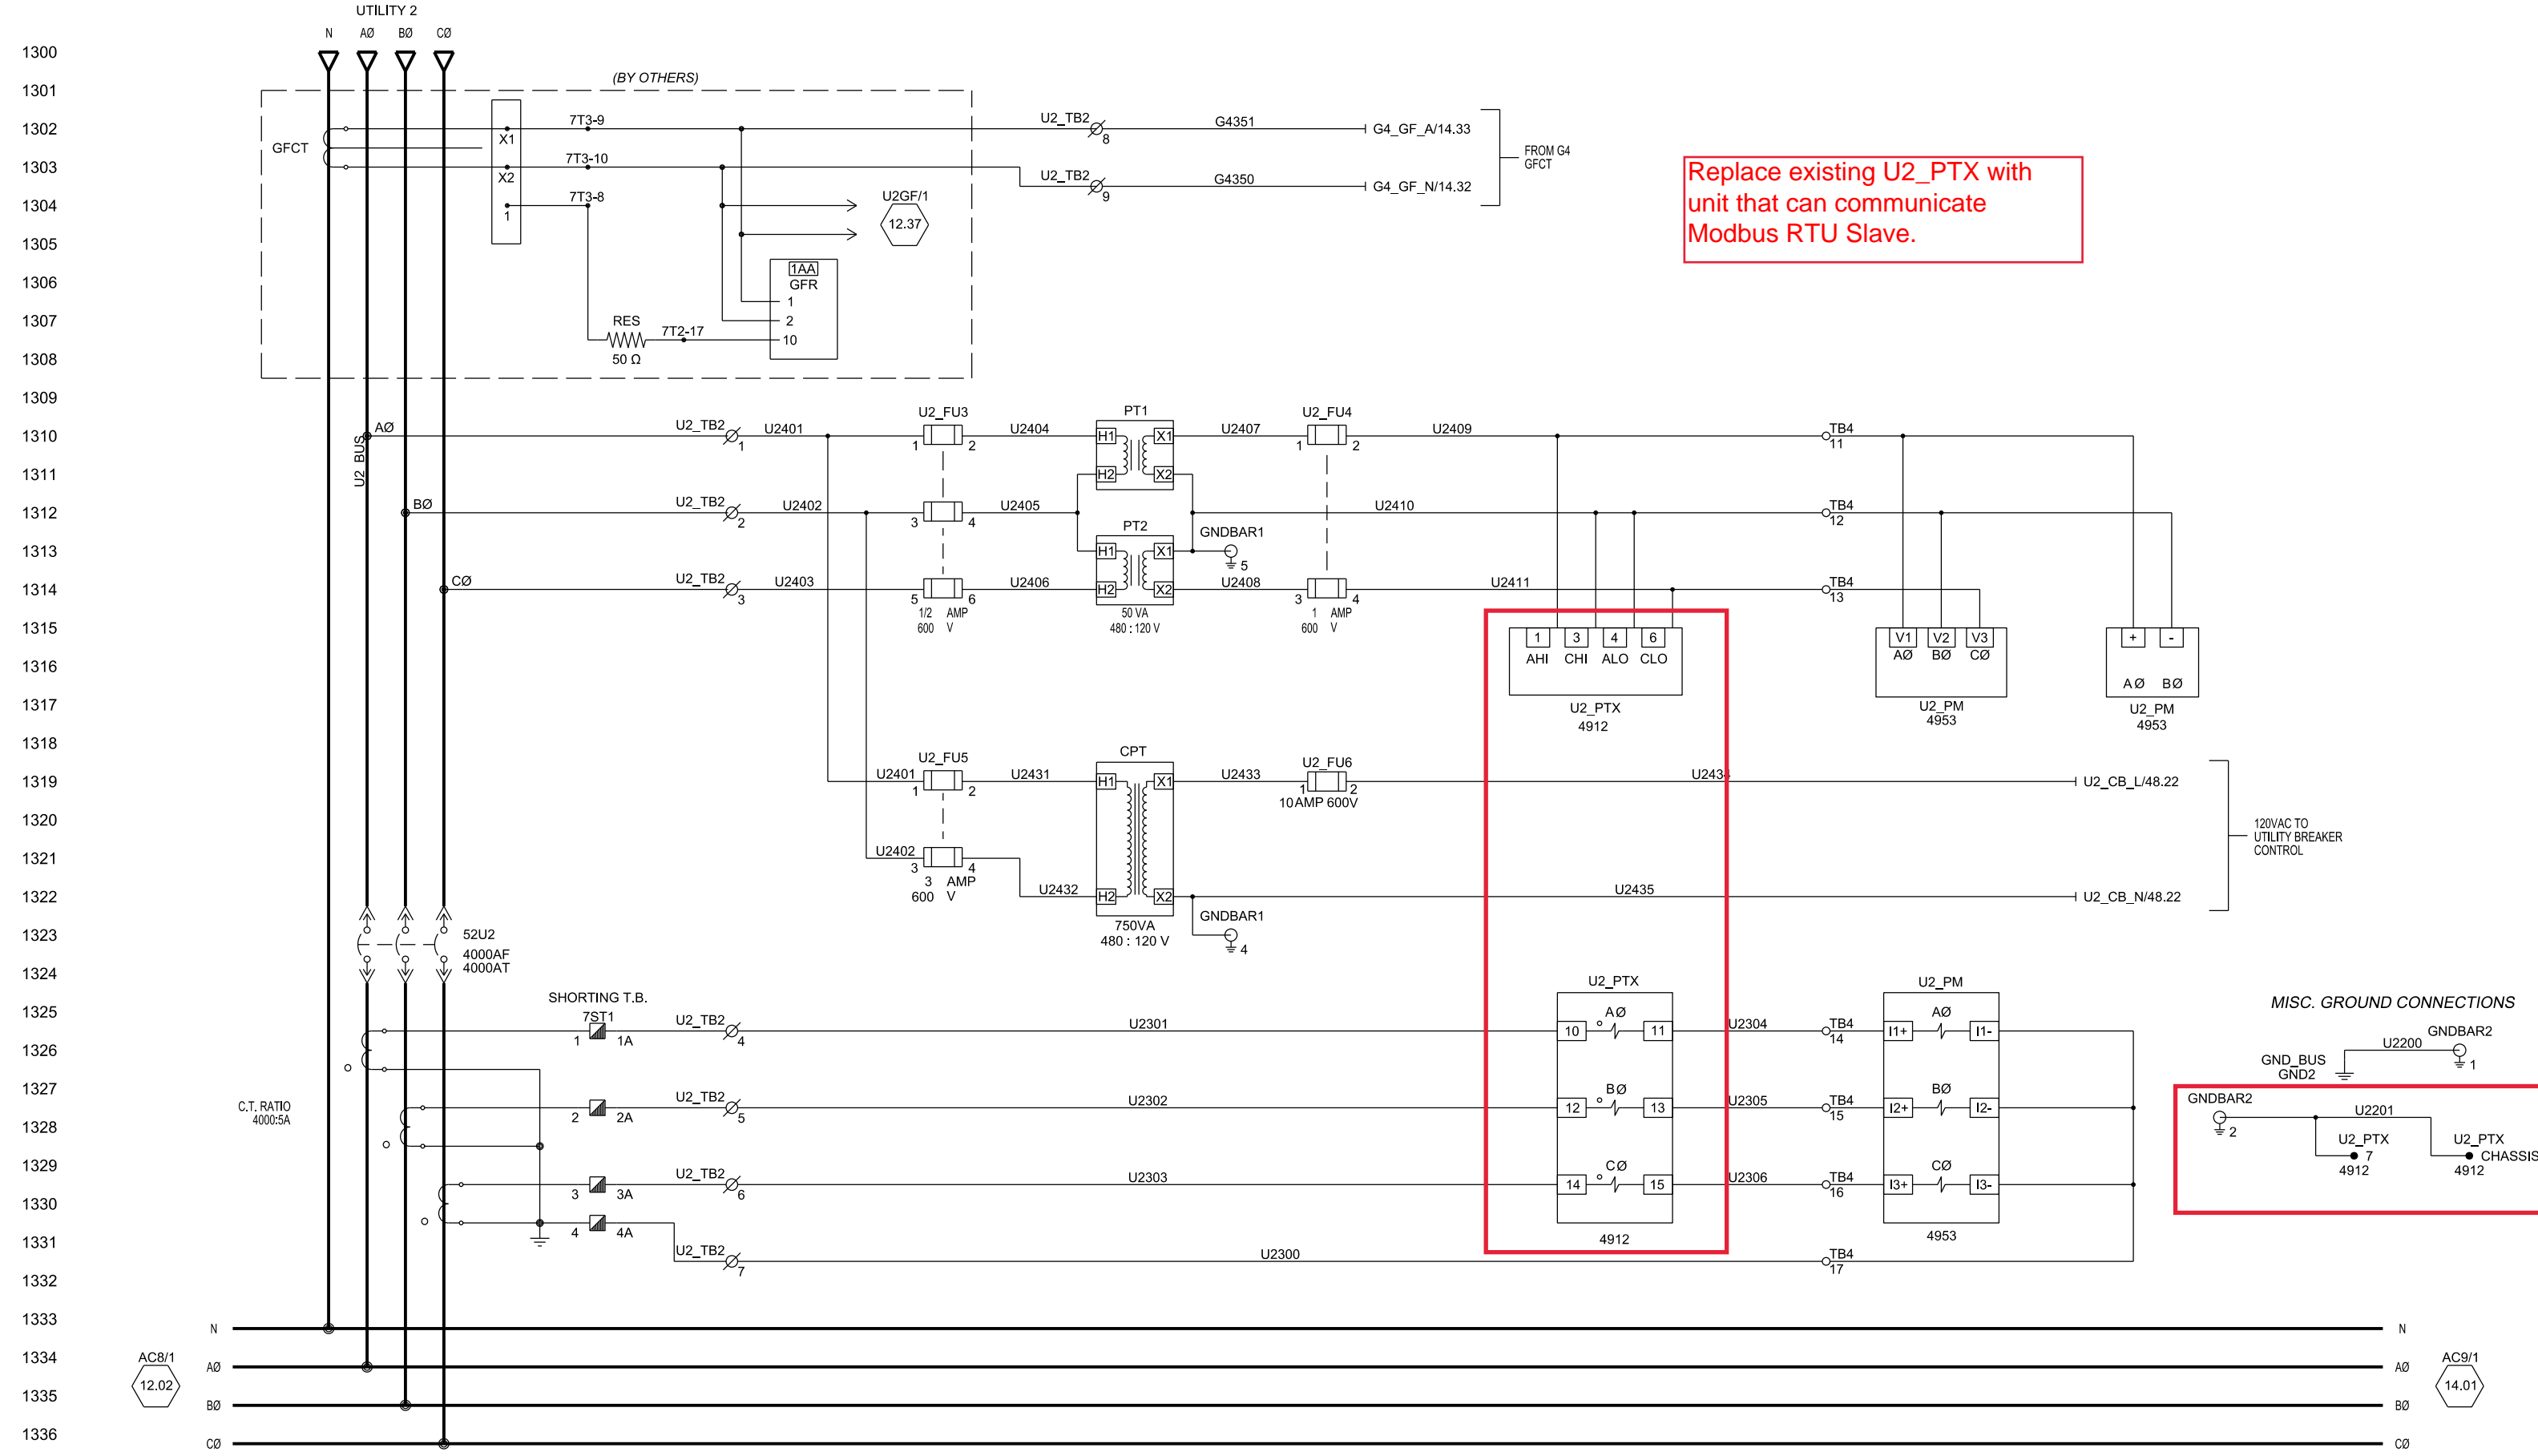 UTILITY 2
N AØ BØ CØ
1300
(BY OTHERS)
1301
1302
GFCT
X1
7T3-9
U2_TB2
8
G4351
G4_GF_A/14.33
FROM G4
GFCT
1303
X2
7T3-10
U2_TB2
9
G4350
G4_GF_N/14.32
Replace existing U2_PTX with
unit that can communicate
Modbus RTU Slave.
1304
1
7T3-8
U2GF/1
12.37
1305
1306
1AA
GFR
1
2
10
1307
RES
50 Ω
7T2-17
1308
1309
1310
U2 BUS
AØ
U2_TB2
1
U2401
U2_FU3
1 2
U2404
PT1
H1 X1
H2 X2
U2407
U2_FU4
1 2
U2409
TB4
11
1311
1312
BØ
U2_TB2
2
U2402
3 4
U2405
U2410
TB4
12
1313
PT2
H1 X1
H2 X2
GNDBAR1
5
1314
CØ
U2_TB2
3
U2403
5 6
1/2 AMP
600 V
U2406
50 VA
480 : 120 V
U2408
3 4
1 AMP
600 V
U2411
TB4
13
1315
1 3 4 6
AHI CHI ALO CLO
U2_PTX
4912
V1 V2 V3
AØ BØ CØ
U2_PM
4953
+ -
AØ BØ
U2_PM
4953
1316
1317
1318
1319
U2401
U2_FU5
1 2
U2431
CPT
H1 X1
U2433
U2_FU6
1 2
10AMP 600V
U2434
U2_CB_L/48.22
1320
120VAC TO
UTILITY BREAKER
CONTROL
1321
U2402
3 4
3 AMP
600 V
1322
U2432
H2 X2
750VA
480 : 120 V
U2435
U2_CB_N/48.22
GNDBAR1
4
1323
52U2
4000AF
4000AT
1324
1325
SHORTING T.B.
7ST1
1 1A
U2_TB2
4
U2301
U2_PTX
AØ
10 11
U2304
TB4
14
U2_PM
AØ
I1+ I1-
MISC. GROUND CONNECTIONS
GNDBAR2
1
U2200
GND_BUS
GND2
1326
1327
C.T. RATIO
4000:5A
2 2A
U2_TB2
5
U2302
BØ
12 13
U2305
TB4
15
BØ
I2+ I2-
GNDBAR2
2
U2201
U2_PTX
7
4912
U2_PTX
CHASSIS
4912
1328
1329
3 3A
U2_TB2
6
U2303
CØ
14 15
4912
U2306
TB4
16
CØ
I3+ I3-
4953
1330
4 4A
1331
U2_TB2
7
U2300
TB4
17
1332
1333
N N
1334
AC8/1
12.02
AØ AØ
AC9/1
14.01
1335
BØ BØ
1336
CØ CØ